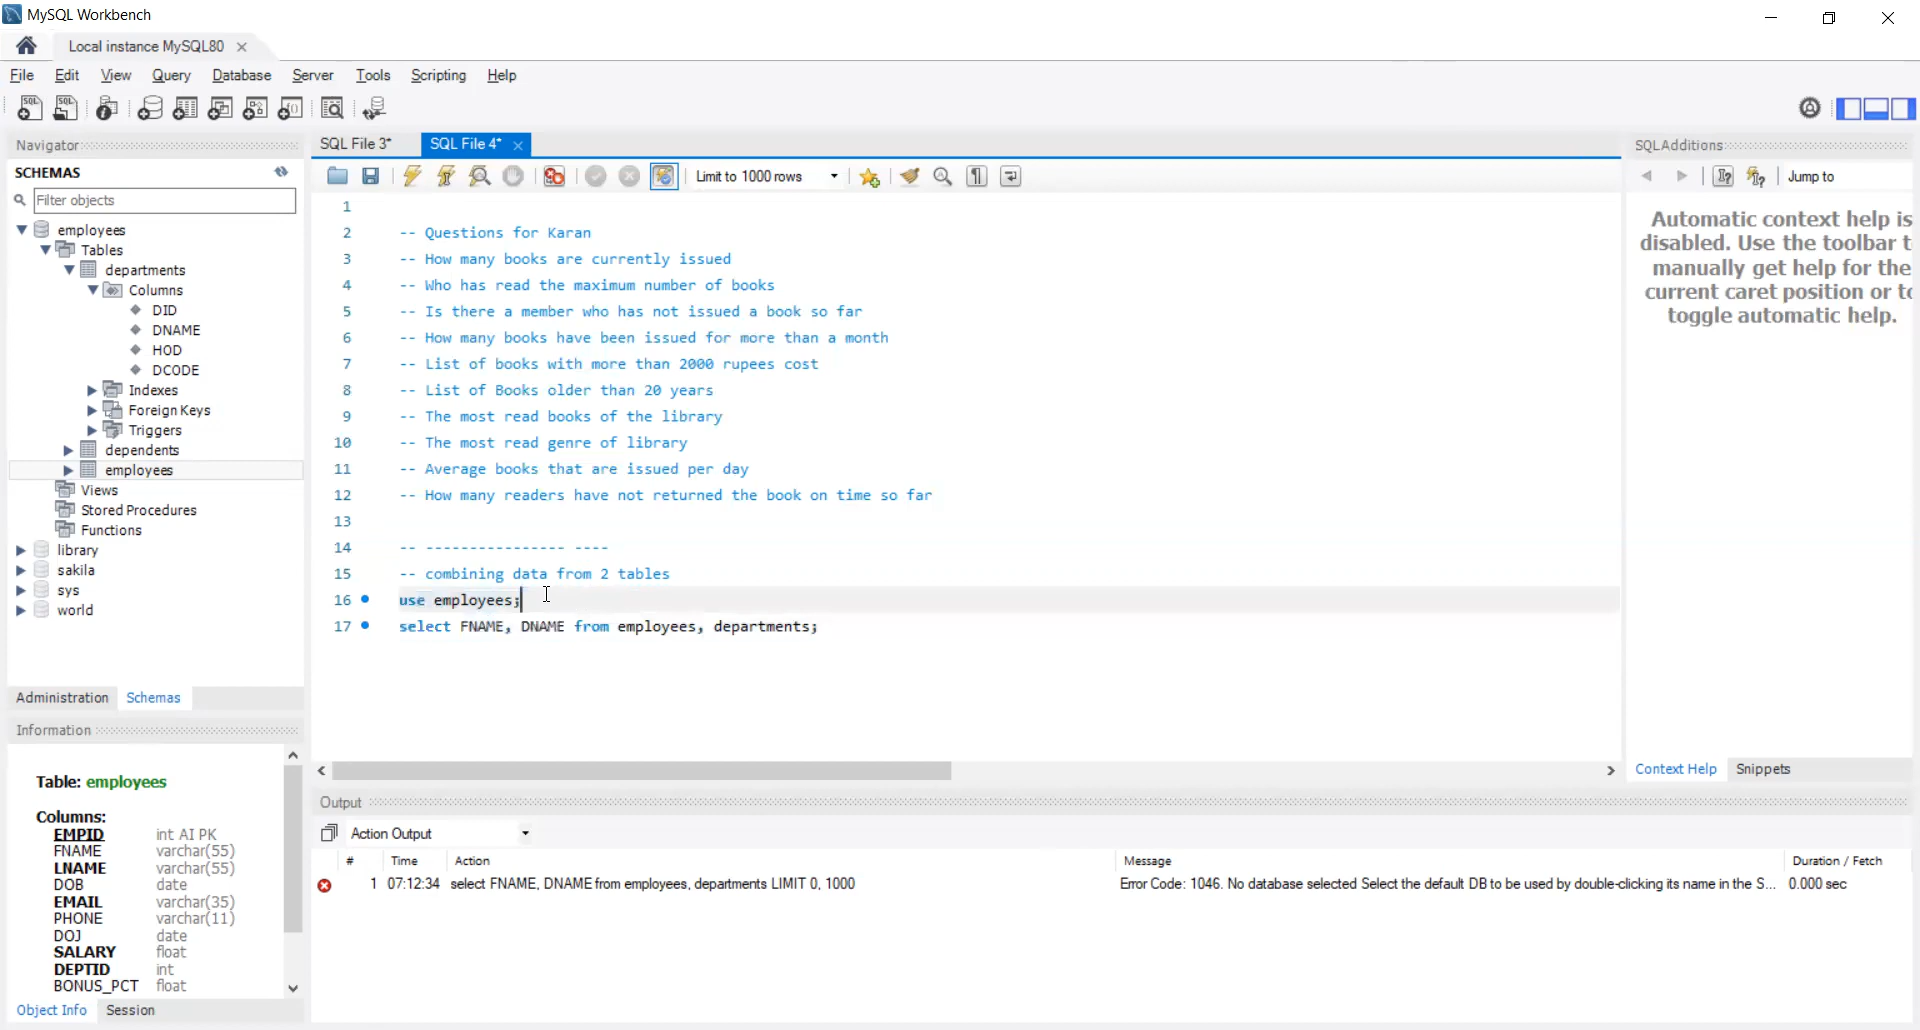 MySQL Workbench
Local instance MySQL80
File Edit View Query Database Server Tools Scripting Help
Navigator
SCHEMAS
Filter objects
employees
Tables
departments
Columns
DID
DNAME
HOD
DCODE
Indexes
Foreign Keys
Triggers
dependents
employees
Views
Stored Procedures
Functions
library
sakila
sys
world
Administration Schemas
Information
Table: employees
Columns:
EMPID int AI PK
FNAME varchar(55)
LNAME varchar(55)
DOB date
EMAIL varchar(35)
PHONE varchar(11)
DOJ date
SALARY float
DEPTID int
BONUS_PCT float
Object Info Session
SQL File 3* SQL File 4*
Limit to 1000 rows
1
2 -- Questions for Karan
3 -- How many books are currently issued
4 -- Who has read the maximum number of books
5 -- Is there a member who has not issued a book so far
6 -- How many books have been issued for more than a month
7 -- List of books with more than 2000 rupees cost
8 -- List of Books older than 20 years
9 -- The most read books of the library
10 -- The most read genre of library
11 -- Average books that are issued per day
12 -- How many readers have not returned the book on time so far
13
14 -- ---------------- ----
15 -- combining data from 2 tables
16 use employees;
17 select FNAME, DNAME from employees, departments;
Output
Action Output
# Time Action Message Duration / Fetch
1 07:12:34 select FNAME, DNAME from employees, departments LIMIT 0, 1000 Error Code: 1046. No database selected Select the default DB to be used by double-clicking its name in the S... 0.000 sec
SQLAdditions
Jump to
Automatic context help is
disabled. Use the toolbar t
manually get help for the
current caret position or to
toggle automatic help.
Context Help Snippets